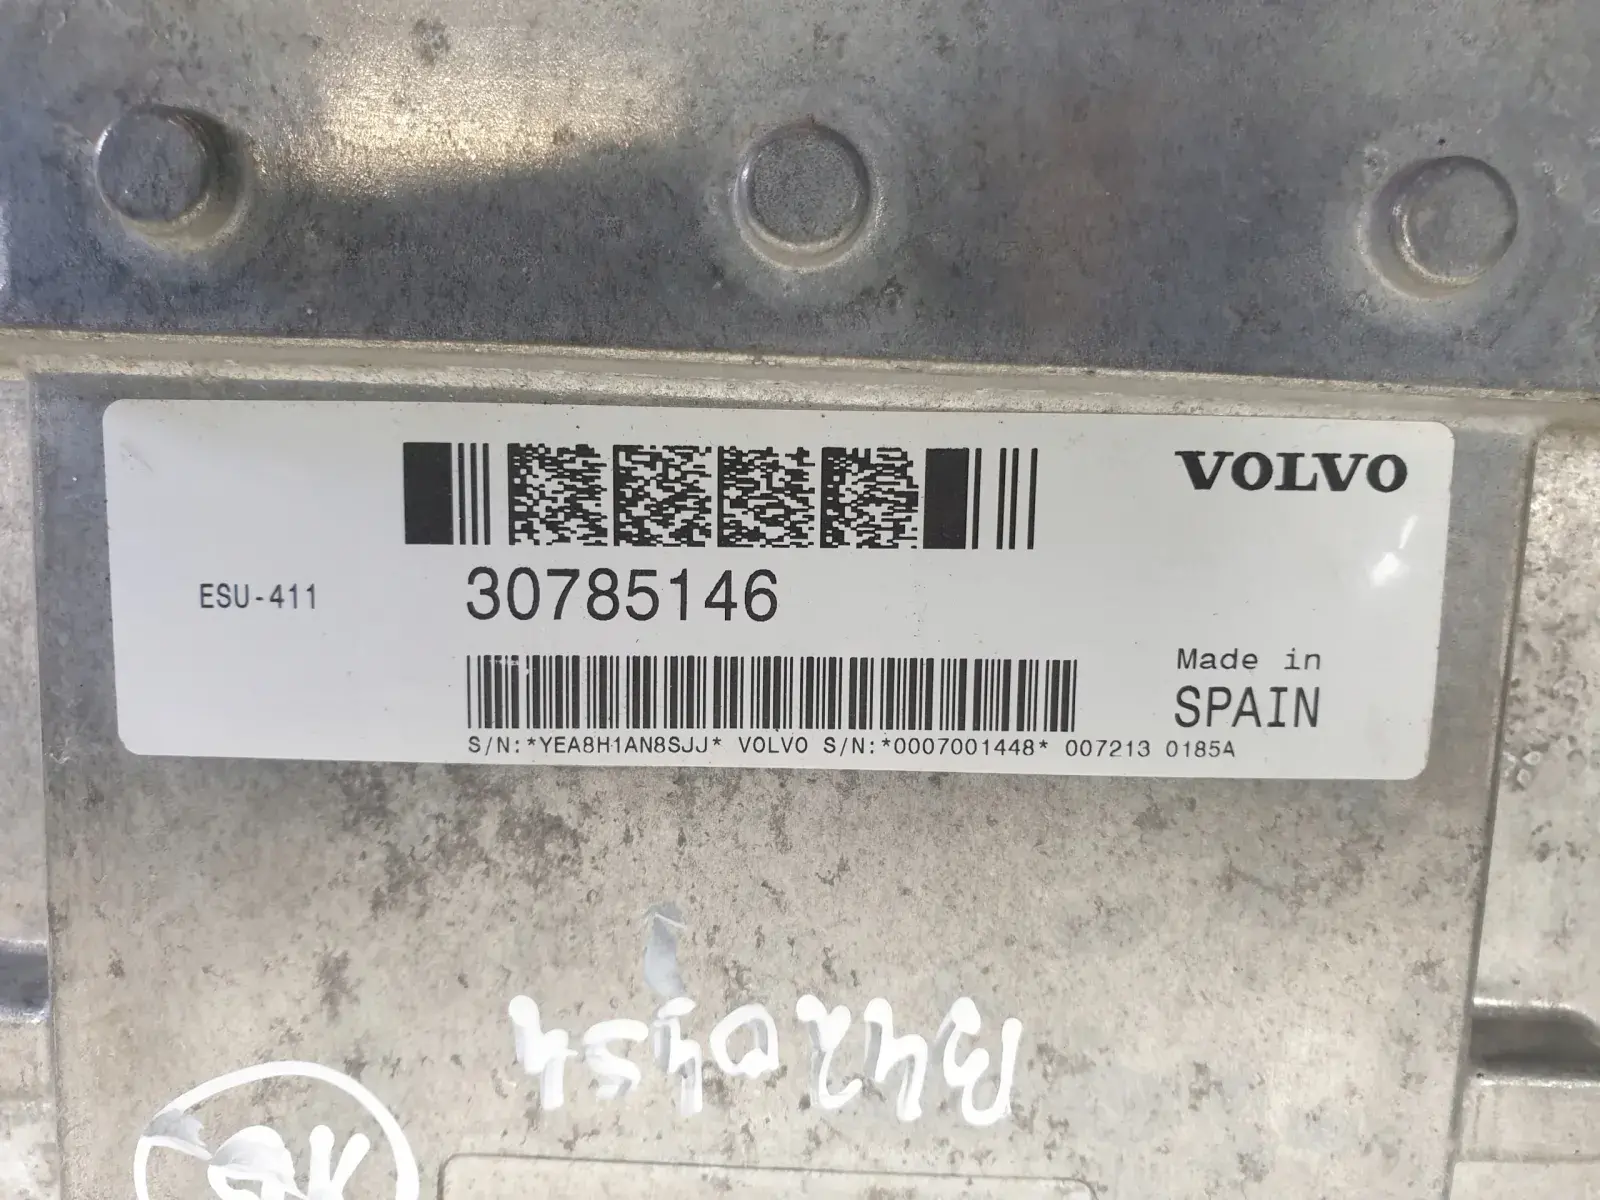 VOLVO
ESU-411
30785146
Made in
SPAIN
S/N:*YEA8H1AN8SJJ* VOLVO S/N:*0007001448* 007213 0185A